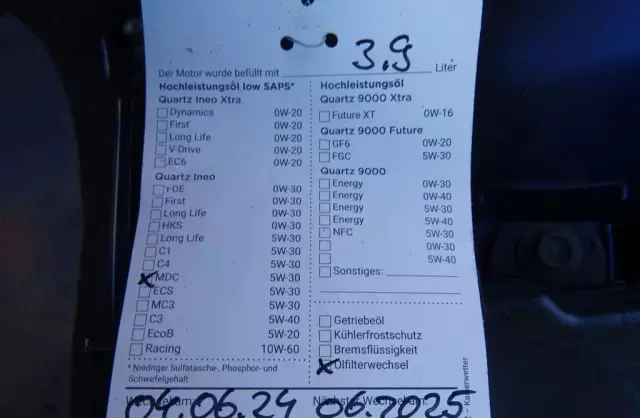 Der Motor wurde befüllt mit 3,9 Liter
Hochleistungsöl low SAPS*
Quartz Ineo Xtra
Dynamics 0W-20
First 0W-20
Long Life 0W-20
V-Drive 0W-20
EC6 0W-20
Quartz Ineo
I-DE 0W-30
First 0W-30
Long Life 0W-30
HKS 5W-30
Long Life 5W-30
C1 5W-30
C4 5W-30
X MDC 5W-30
ECS 5W-30
MC3 5W-30
C3 5W-40
EcoB 5W-20
Racing 10W-60
* Niedriger Sulfatasche-, Phosphor- und
Schwefelgehalt
Hochleistungsöl
Quartz 9000 Xtra
Future XT 0W-16
Quartz 9000 Future
GF6 0W-20
FGC 5W-30
Quartz 9000
Energy 0W-30
Energy 0W-40
Energy 5W-30
Energy 5W-40
NFC 5W-30
0W-30
5W-40
Sonstiges:
Getriebeöl
Kühlerfrostschutz
Bremsflüssigkeit
X Ölfilterwechsel
Nächster Wechsel am:
04.06.24 06.2025